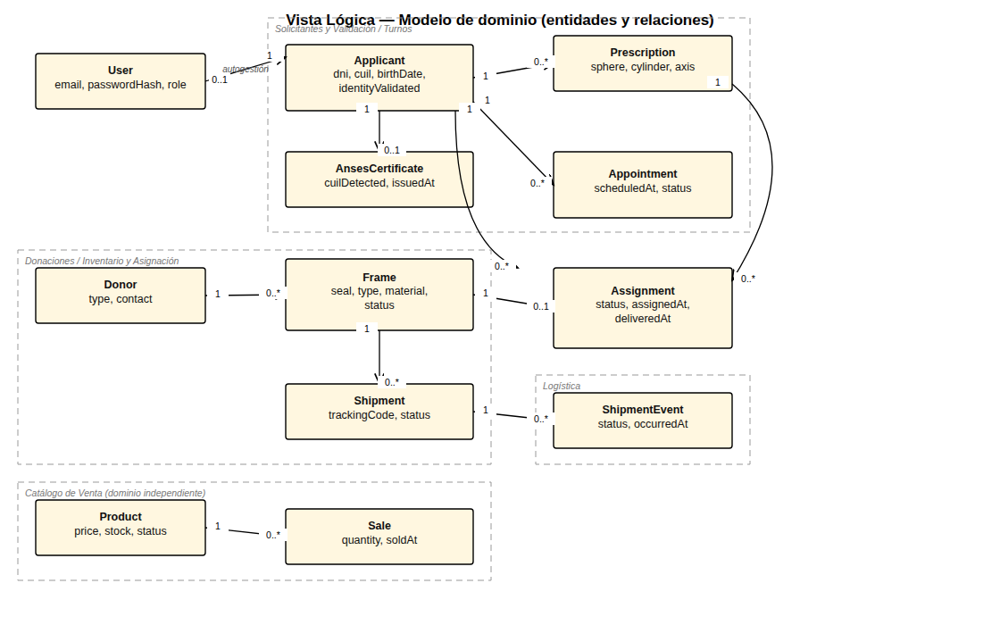 Vista Lógica — Modelo de dominio (entidades y relaciones)
Solicitantes y Validación / Turnos
User
email, passwordHash, role
0..1
autogestión
1
Applicant
dni, cuil, birthDate,
identityValidated
1
0..*
Prescription
sphere, cylinder, axis
1
1
1
1
0..1
AnsesCertificate
cuilDetected, issuedAt
0..*
Appointment
scheduledAt, status
Donaciones / Inventario y Asignación
Donor
type, contact
1
0..*
Frame
seal, type, material,
status
1
0..*
1
0..1
Assignment
status, assignedAt,
deliveredAt
0..*
0..*
Shipment
trackingCode, status
1
0..*
Logística
ShipmentEvent
status, occurredAt
Catálogo de Venta (dominio independiente)
Product
price, stock, status
1
0..*
Sale
quantity, soldAt